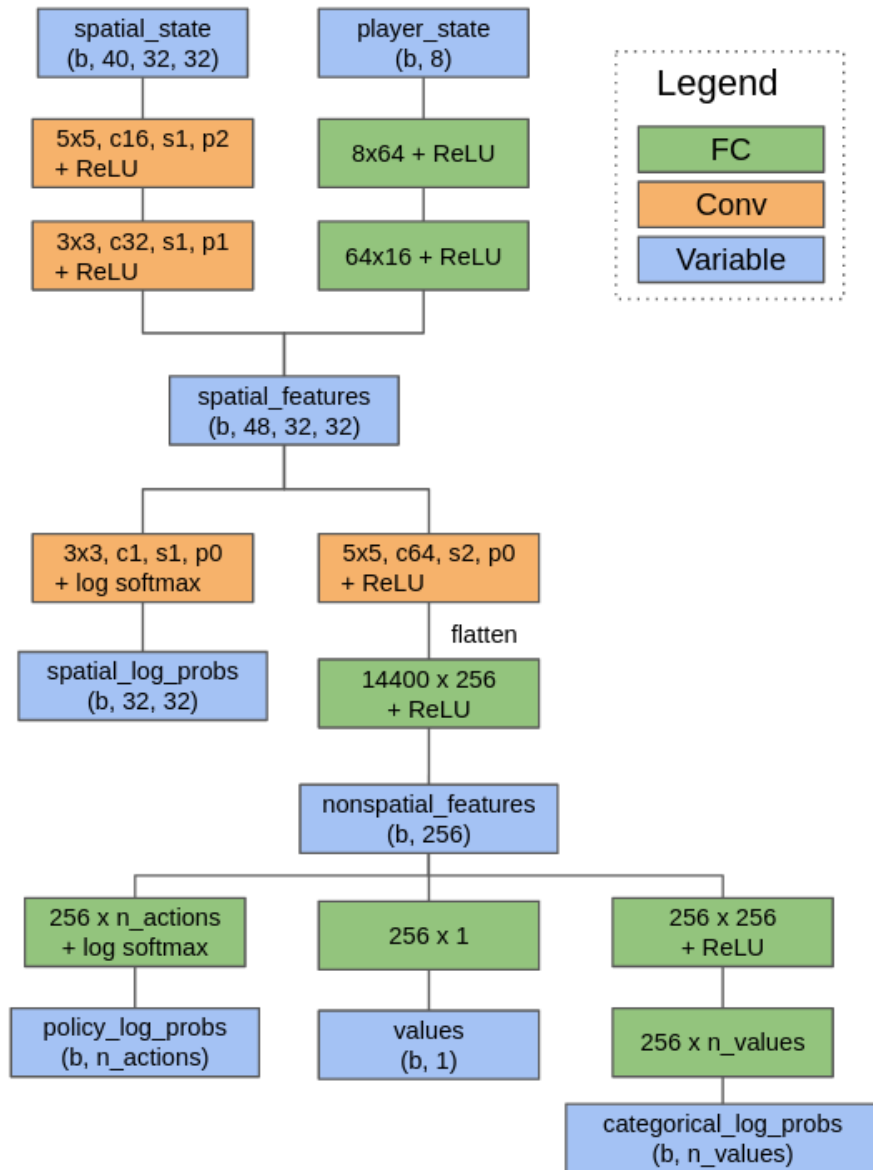 spatial_state
(b, 40, 32, 32)
player_state
(b, 8)
Legend
FC
Conv
Variable
5x5, c16, s1, p2
+ ReLU
8x64 + ReLU
3x3, c32, s1, p1
+ ReLU
64x16 + ReLU
spatial_features
(b, 48, 32, 32)
3x3, c1, s1, p0
+ log softmax
5x5, c64, s2, p0
+ ReLU
flatten
spatial_log_probs
(b, 32, 32)
14400 x 256
+ ReLU
nonspatial_features
(b, 256)
256 x n_actions
+ log softmax
256 x 1
256 x 256
+ ReLU
policy_log_probs
(b, n_actions)
values
(b, 1)
256 x n_values
categorical_log_probs
(b, n_values)